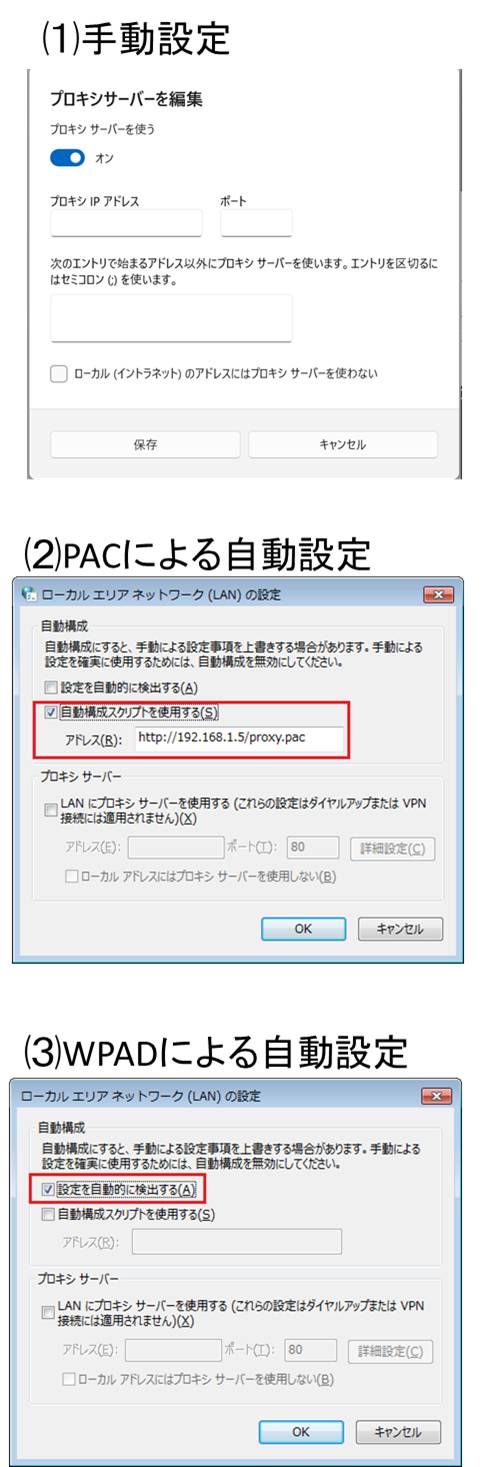 (1)手動設定
プロキシサーバーを編集
プロキシ サーバーを使う
オン
プロキシ IP アドレス ポート
次のエントリで始まるアドレス以外にプロキシ サーバーを使います。エントリを区切るに
はセミコロン (;) を使います。
ローカル (イントラネット) のアドレスにはプロキシ サーバーを使わない
保存 キャンセル
(2)PACによる自動設定
ローカル エリア ネットワーク (LAN) の設定
自動構成
自動構成にすると、手動による設定事項を上書きする場合があります。手動による
設定を確実に使用するためには、自動構成を無効にしてください。
設定を自動的に検出する(A)
自動構成スクリプトを使用する(S)
アドレス(R): http://192.168.1.5/proxy.pac
プロキシ サーバー
LAN にプロキシ サーバーを使用する (これらの設定はダイヤルアップまたは VPN
接続には適用されません)(X)
アドレス(E): ポート(T): 80 詳細設定(C)
ローカル アドレスにはプロキシ サーバーを使用しない(B)
OK キャンセル
(3)WPADによる自動設定
ローカル エリア ネットワーク (LAN) の設定
自動構成
自動構成にすると、手動による設定事項を上書きする場合があります。手動による
設定を確実に使用するためには、自動構成を無効にしてください。
設定を自動的に検出する(A)
自動構成スクリプトを使用する(S)
アドレス(R):
プロキシ サーバー
LAN にプロキシ サーバーを使用する (これらの設定はダイヤルアップまたは VPN
接続には適用されません)(X)
アドレス(E): ポート(T): 80 詳細設定(C)
ローカル アドレスにはプロキシ サーバーを使用しない(B)
OK キャンセル